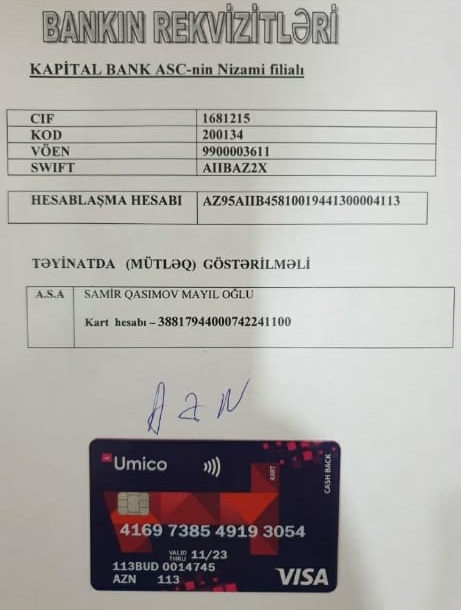 BANKIN REKVİZİTLƏRİ
KAPİTAL BANK ASC-nin Nizami filialı
CIF 1681215
KOD 200134
VÖEN 9900003611
SWIFT AIIBAZ2X
HESABLAŞMA HESABI AZ95AIIB45810019441300004113
TƏYİNATDA (MÜTLƏQ) GÖSTƏRİLMƏLİ
A.S.A SAMİR QASIMOV MAYIL OĞLU
Kart hesabı – 38817944000742241100
AZN
Umico
KART
CASH BACK
4169 7385 4919 3054
VALID THRU 11/23
113BUD 0014745
AZN 113
VISA